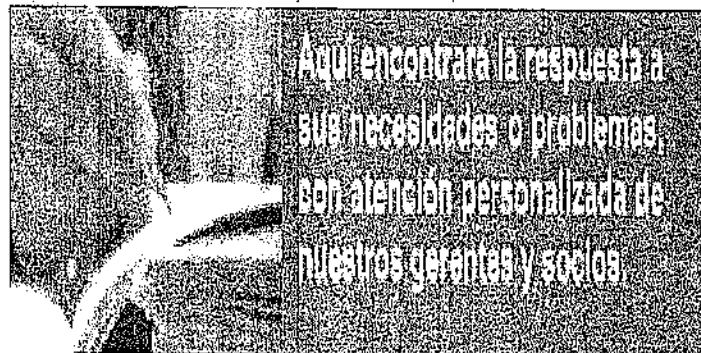 Aquí encontrará la respuesta a
sus necesidades o problemas,
con atención personalizada de
nuestros gerentes y socios.